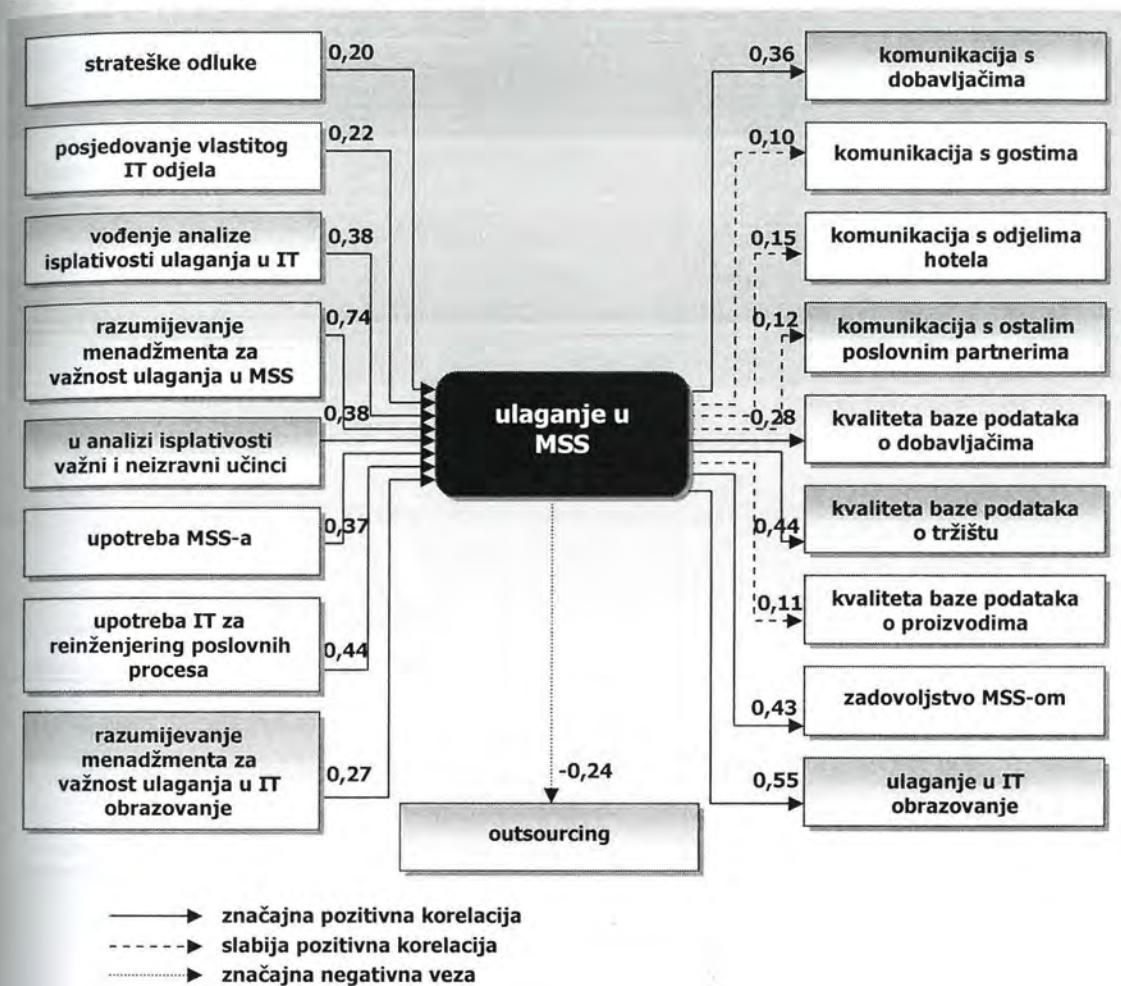 strateške odluke
0,20
posjedovanje vlastitog
IT odjela
0,22
vođenje analize
isplativosti ulaganja u IT
0,38
razumijevanje
menadžmenta za
važnost ulaganja u MSS
0,74
u analizi isplativosti
važni i neizravni učinci
0,38
upotreba MSS-a
0,37
upotreba IT za
reinženjering poslovnih
procesa
0,44
razumijevanje
menadžmenta za
važnost ulaganja u IT
obrazovanje
0,27
ulaganje u
MSS
-0,24
outsourcing
0,36
komunikacija s
dobavljačima
0,10
komunikacija s gostima
0,15
komunikacija s odjelima
hotela
0,12
komunikacija s ostalim
poslovnim partnerima
0,28
kvaliteta baze podataka
o dobavljačima
0,44
kvaliteta baze podataka
o tržištu
0,11
kvaliteta baze podataka
o proizvodima
0,43
zadovoljstvo MSS-om
0,55
ulaganje u IT
obrazovanje
značajna pozitivna korelacija
slabija pozitivna korelacija
značajna negativna veza